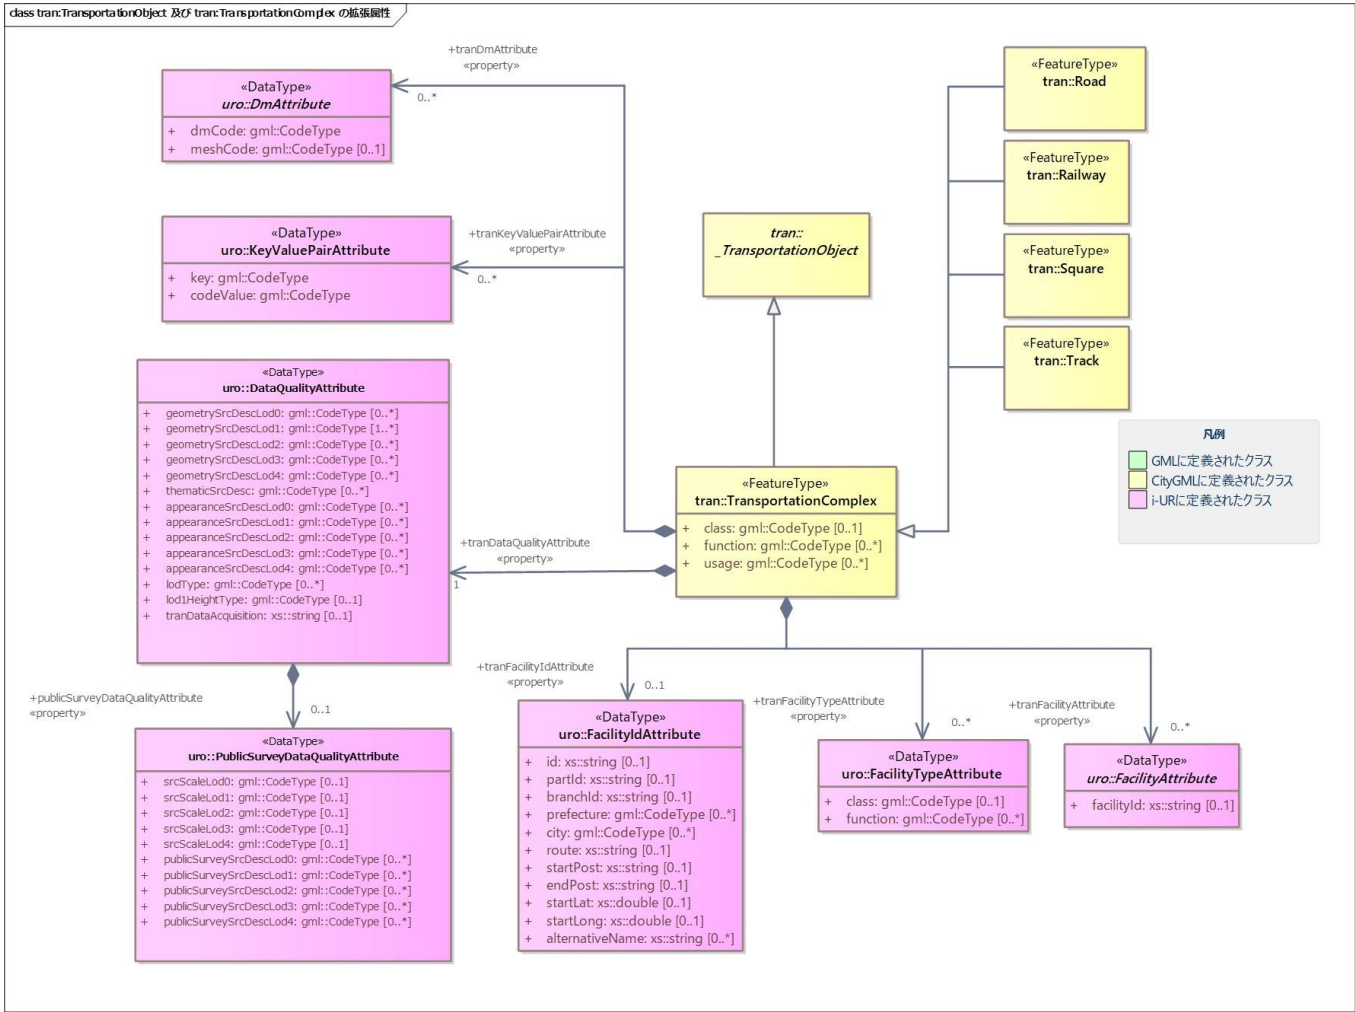 class tran:TransportationObject 及び tran:TransportationComplex の拡張属性
+tranDmAttribute
«property»
0..*
«DataType»
uro::DmAttribute
+ dmCode: gml::CodeType
+ meshCode: gml::CodeType [0..1]
«FeatureType»
tran::Road
«FeatureType»
tran::Railway
«FeatureType»
tran::Square
«FeatureType»
tran::Track
+tranKeyValuePairAttribute
«property»
0..*
«DataType»
uro::KeyValuePairAttribute
+ key: gml::CodeType
+ codeValue: gml::CodeType
tran::
_TransportationObject
«DataType»
uro::DataQualityAttribute
+ geometrySrcDescLod0: gml::CodeType [0..*]
+ geometrySrcDescLod1: gml::CodeType [1..*]
+ geometrySrcDescLod2: gml::CodeType [0..*]
+ geometrySrcDescLod3: gml::CodeType [0..*]
+ geometrySrcDescLod4: gml::CodeType [0..*]
+ thematicSrcDesc: gml::CodeType [0..*]
+ appearanceSrcDescLod0: gml::CodeType [0..*]
+ appearanceSrcDescLod1: gml::CodeType [0..*]
+ appearanceSrcDescLod2: gml::CodeType [0..*]
+ appearanceSrcDescLod3: gml::CodeType [0..*]
+ appearanceSrcDescLod4: gml::CodeType [0..*]
+ lodType: gml::CodeType [0..*]
+ lod1HeightType: gml::CodeType [0..1]
+ tranDataAcquisition: xs::string [0..1]
凡例
GMLに定義されたクラス
CityGMLに定義されたクラス
i-URに定義されたクラス
«FeatureType»
tran::TransportationComplex
+ class: gml::CodeType [0..1]
+ function: gml::CodeType [0..*]
+ usage: gml::CodeType [0..*]
+tranDataQualityAttribute
«property»
1
+publicSurveyDataQualityAttribute
«property»
0..1
«DataType»
uro::PublicSurveyDataQualityAttribute
+ srcScaleLod0: gml::CodeType [0..1]
+ srcScaleLod1: gml::CodeType [0..1]
+ srcScaleLod2: gml::CodeType [0..1]
+ srcScaleLod3: gml::CodeType [0..1]
+ srcScaleLod4: gml::CodeType [0..1]
+ publicSurveySrcDescLod0: gml::CodeType [0..*]
+ publicSurveySrcDescLod1: gml::CodeType [0..*]
+ publicSurveySrcDescLod2: gml::CodeType [0..*]
+ publicSurveySrcDescLod3: gml::CodeType [0..*]
+ publicSurveySrcDescLod4: gml::CodeType [0..*]
+tranFacilityIdAttribute
«property»
0..1
«DataType»
uro::FacilityIdAttribute
+ id: xs::string [0..1]
+ partId: xs::string [0..1]
+ branchId: xs::string [0..1]
+ prefecture: gml::CodeType [0..*]
+ city: gml::CodeType [0..*]
+ route: xs::string [0..1]
+ startPost: xs::string [0..1]
+ endPost: xs::string [0..1]
+ startLat: xs::double [0..1]
+ startLong: xs::double [0..1]
+ alternativeName: xs::string [0..*]
+tranFacilityTypeAttribute
«property»
0..*
«DataType»
uro::FacilityTypeAttribute
+ class: gml::CodeType [0..1]
+ function: gml::CodeType [0..*]
+tranFacilityAttribute
«property»
0..*
«DataType»
uro::FacilityAttribute
+ facilityId: xs::string [0..1]